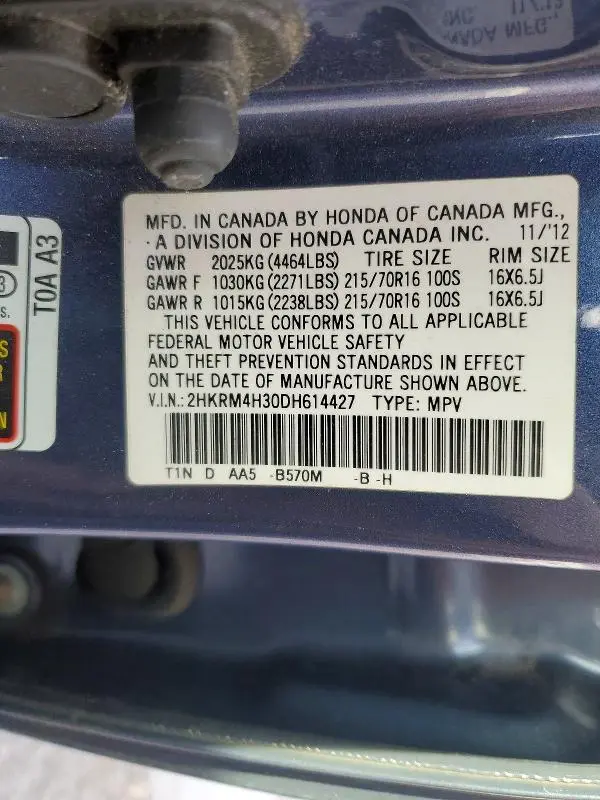 MFD. IN CANADA BY HONDA OF CANADA MFG.,
A DIVISION OF HONDA CANADA INC. 11/'12
GVWR 2025KG(4464LBS) TIRE SIZE RIM SIZE
GAWR F 1030KG(2271LBS) 215/70R16 100S 16X6.5J
GAWR R 1015KG(2238LBS) 215/70R16 100S 16X6.5J
THIS VEHICLE CONFORMS TO ALL APPLICABLE
FEDERAL MOTOR VEHICLE SAFETY
AND THEFT PREVENTION STANDARDS IN EFFECT
ON THE DATE OF MANUFACTURE SHOWN ABOVE.
V.I.N.: 2HKRM4H30DH614427 TYPE: MPV
T1N D AA5 -B570M -B -H
T0A A3